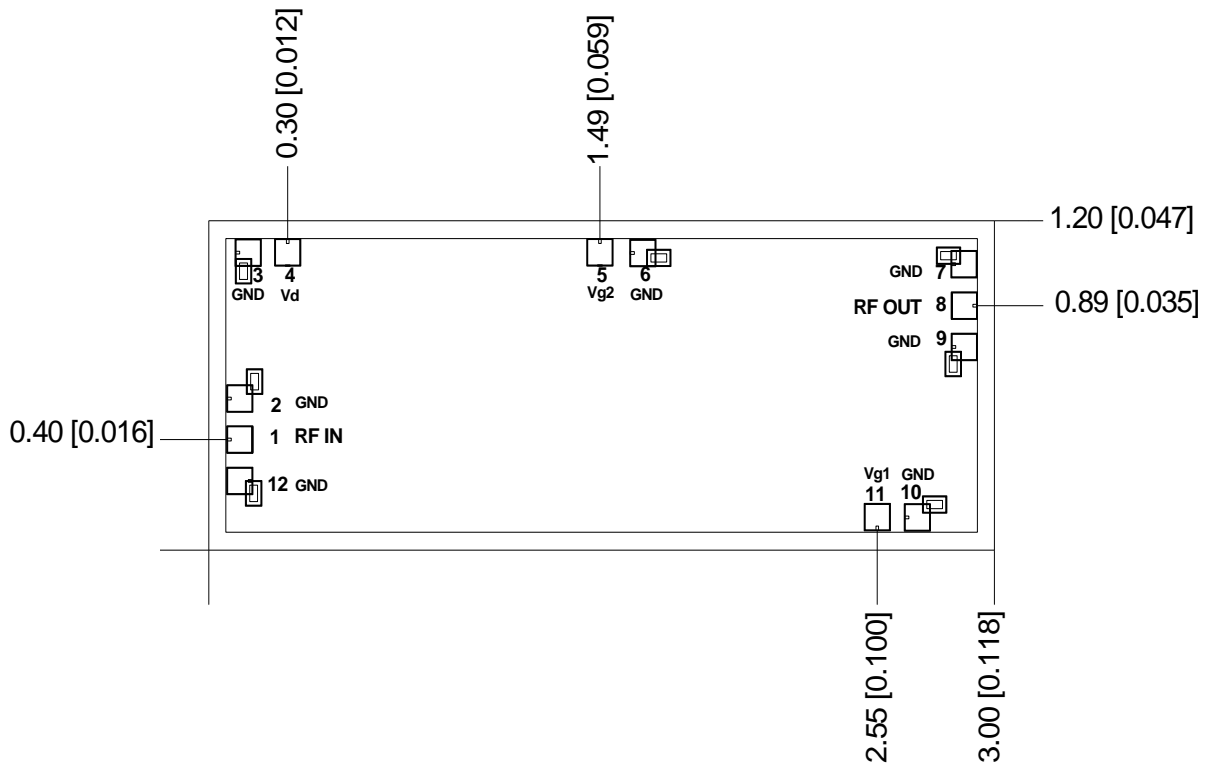 0.30 [0.012]
1.49 [0.059]
1.20 [0.047]
3
4
5
6
7
GND
GND
Vd
Vg2
GND
RF OUT
8
0.89 [0.035]
GND
9
2
GND
0.40 [0.016]
1
RF IN
12
GND
Vg1
GND
11
10
2.55 [0.100]
3.00 [0.118]